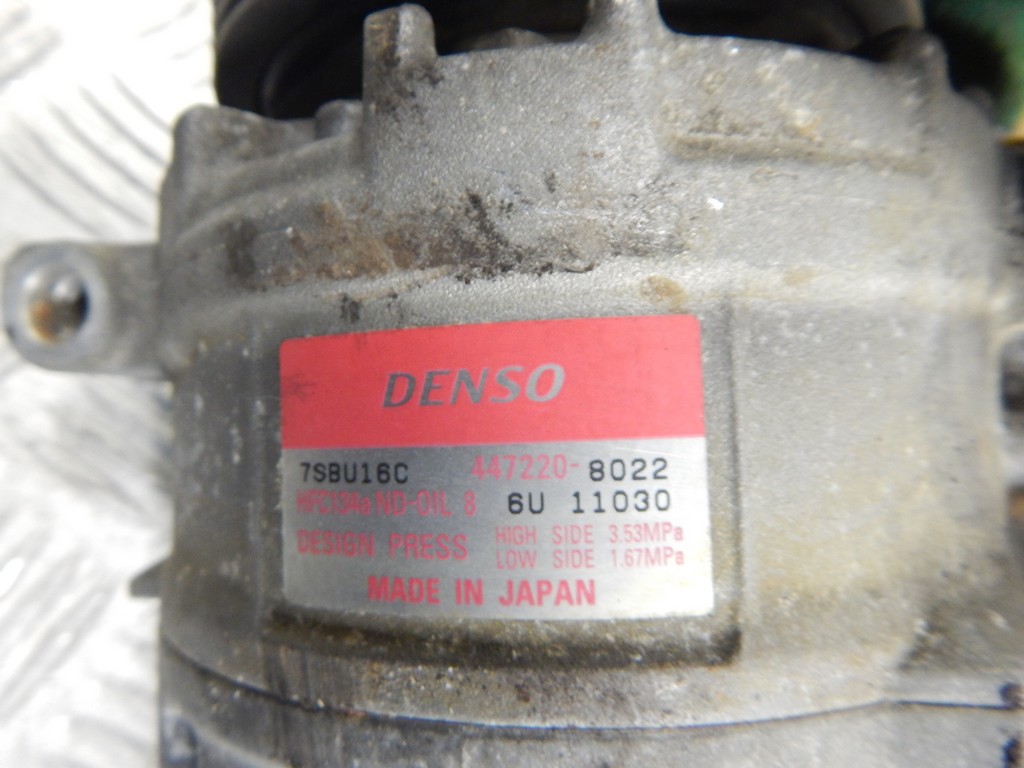 DENSO
7SBU16C 447220-8022
HFC134a ND-OIL 8 6U 11030
DESIGN PRESS HIGH SIDE 3.53MPa
LOW SIDE 1.67MPa
MADE IN JAPAN